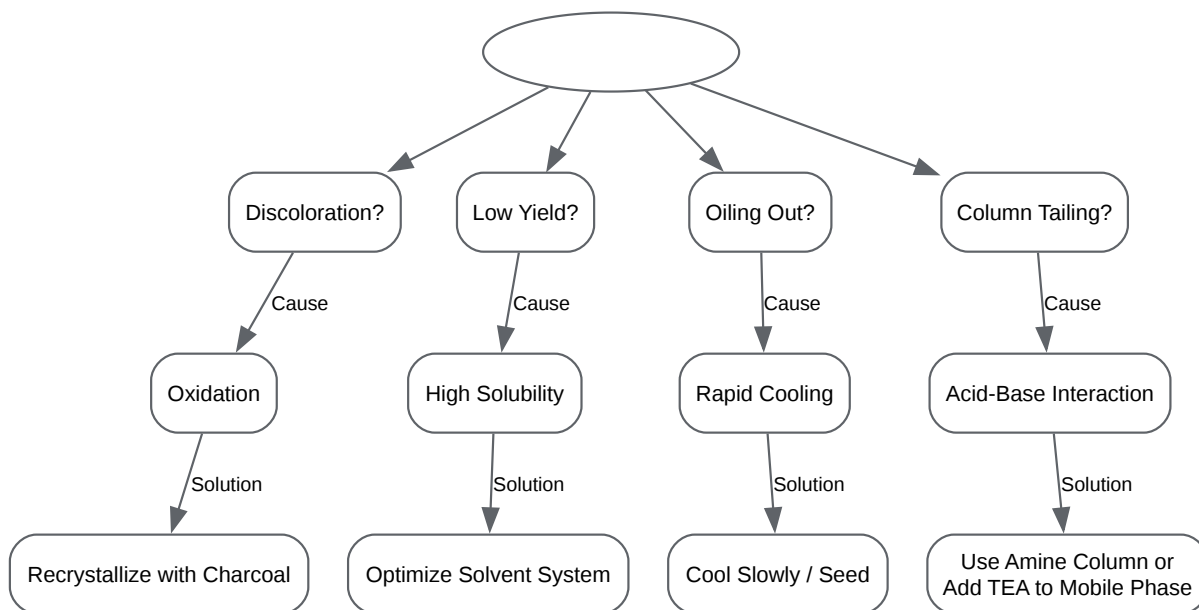 Discoloration?
Low Yield?
Oiling Out?
Column Tailing?
Cause
Cause
Cause
Cause
Oxidation
High Solubility
Rapid Cooling
Acid-Base Interaction
Solution
Solution
Solution
Solution
Recrystallize with Charcoal
Optimize Solvent System
Cool Slowly / Seed
Use Amine Column or
Add TEA to Mobile Phase